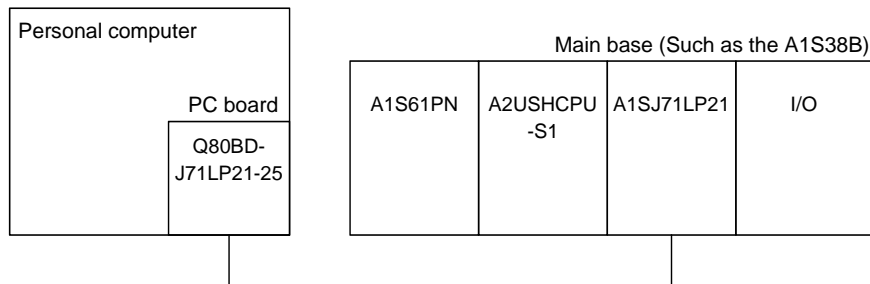 Personal computer
Main base (Such as the A1S38B)
PC board
Q80BD-
J71LP21-25
A1S61PN
A2USHCPU
-S1
A1SJ71LP21
I/O